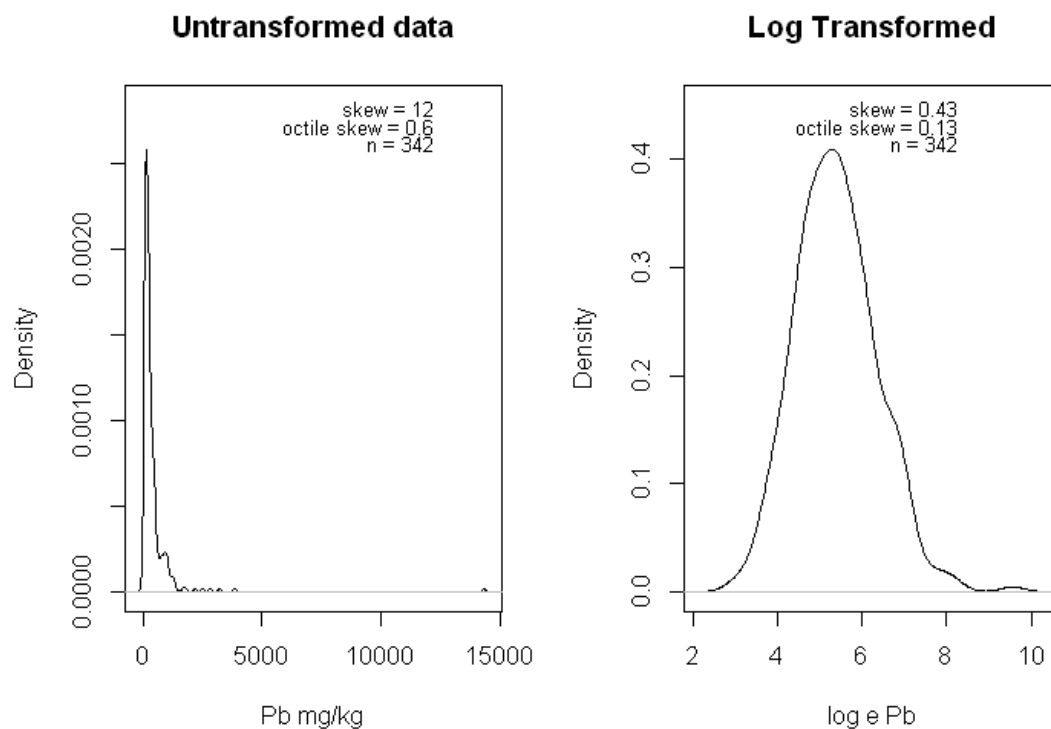 Untransformed data
skew = 12
octile skew = 0.6
n = 342
Density
0.0000
0.0010
0.0020
0
5000
10000
15000
Pb mg/kg
Log Transformed
skew = 0.43
octile skew = 0.13
n = 342
Density
0.0
0.1
0.2
0.3
0.4
2
4
6
8
10
log e Pb